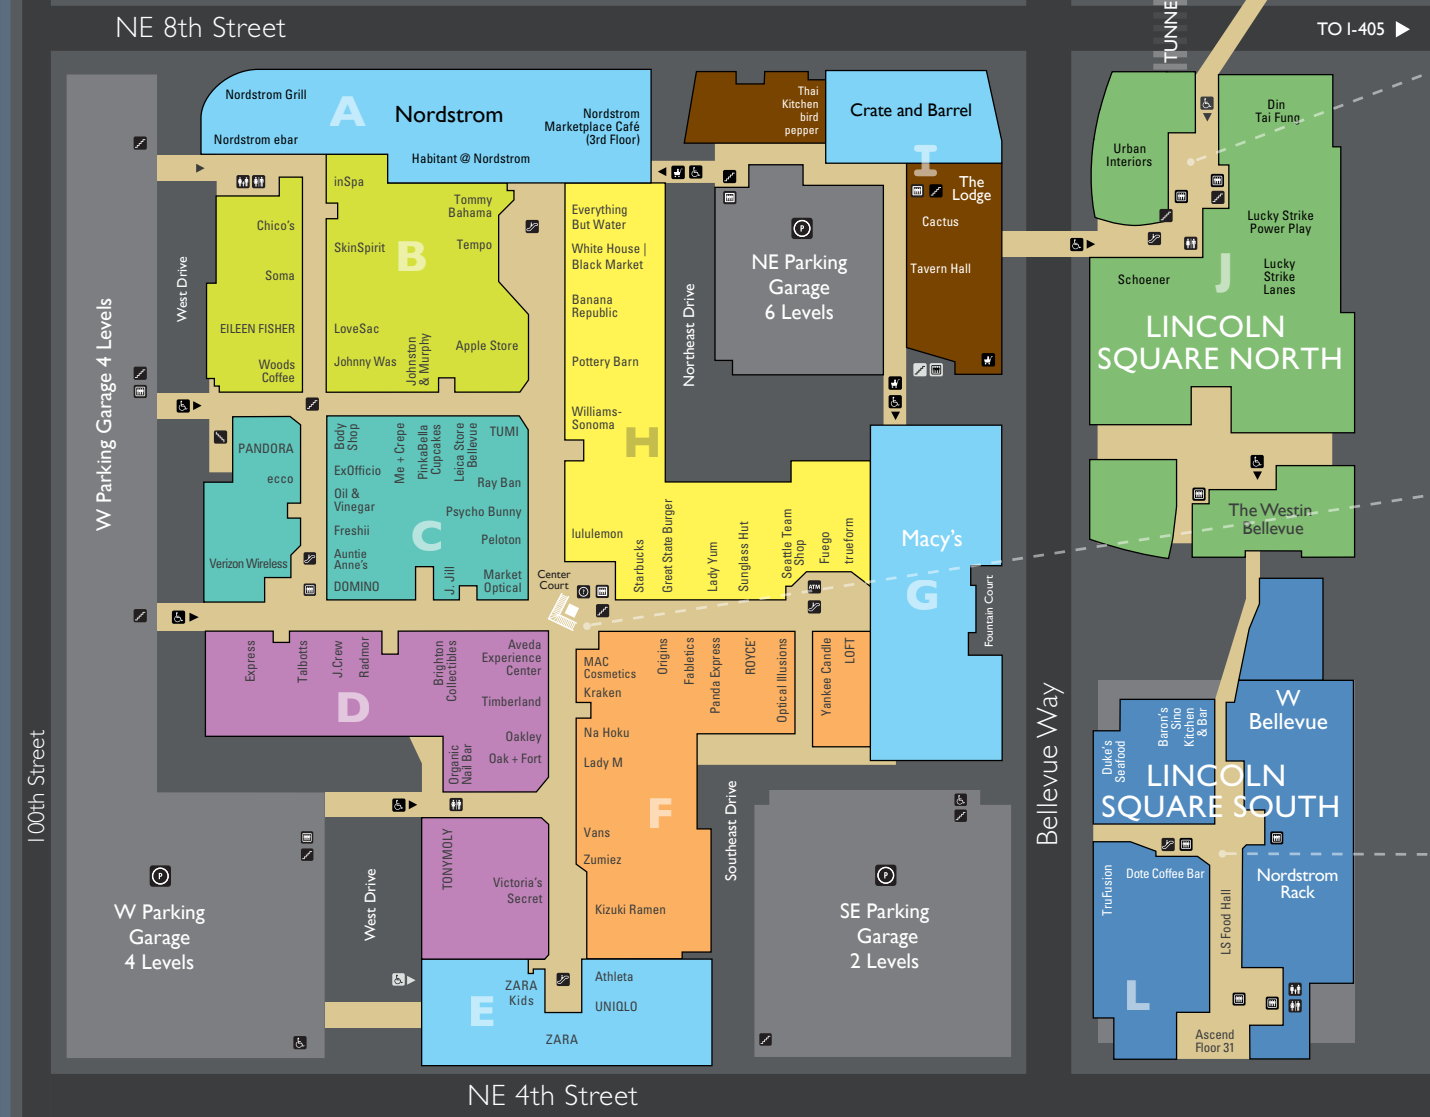 NE 8th Street
TO I-405
TUNNE
Nordstrom Grill
A
Nordstrom
Nordstrom
Marketplace Café
(3rd Floor)
Nordstrom ebar
Habitant @ Nordstrom
Thai
Kitchen
bird
pepper
Crate and Barrel
I
The
Lodge
Cactus
Tavern Hall
Urban
Interiors
Din
Tai Fung
Lucky Strike
Power Play
Lucky
Strike
Lanes
Schoener
J
LINCOLN
SQUARE NORTH
The Westin
Bellevue
W Parking Garage 4 Levels
West Drive
Chico's
Soma
EILEEN FISHER
Woods
Coffee
inSpa
Tommy
Bahama
SkinSpirit
B
Tempo
LoveSac
Johnny Was
Johnston
& Murphy
Apple Store
Everything
But Water
White House |
Black Market
Banana
Republic
Pottery Barn
Williams-
Sonoma
H
lululemon
Starbucks
Great State Burger
Lady Yum
Sunglass Hut
Seattle Team
Shop
Fuego
trueform
Northeast Drive
P
NE Parking
Garage
6 Levels
PANDORA
ecco
Verizon Wireless
Body
Shop
Me + Crepe
PinkaBella
Cupcakes
Leica Store
Bellevue
TUMI
ExOfficio
Ray Ban
Oil &
Vinegar
Psycho Bunny
Freshii
C
Peloton
Auntie
Anne's
DOMINO
J. Jill
Market
Optical
Center
Court
ATM
Macy's
G
Fountain Court
Express
Talbotts
J.Crew
Radmor
Brighton
Collectibles
Aveda
Experience
Center
D
Timberland
Oakley
Organic
Nail Bar
Oak + Fort
MAC
Cosmetics
Kraken
Origins
Fabletics
Panda Express
ROYCE'
Optical Illusions
Yankee Candle
LOFT
Na Hoku
Lady M
F
Vans
Zumiez
Kizuki Ramen
TONYMOLY
Victoria's
Secret
West Drive
Southeast Drive
P
W Parking
Garage
4 Levels
P
SE Parking
Garage
2 Levels
E
ZARA
Kids
ZARA
Athleta
UNIQLO
100th Street
Bellevue Way
W
Bellevue
Duke's
Seafood
Baron's
Sino
Kitchen
& Bar
LINCOLN
SQUARE SOUTH
TruFusion
Dote Coffee Bar
LS Food Hall
Nordstrom
Rack
L
Ascend
Floor 31
NE 4th Street